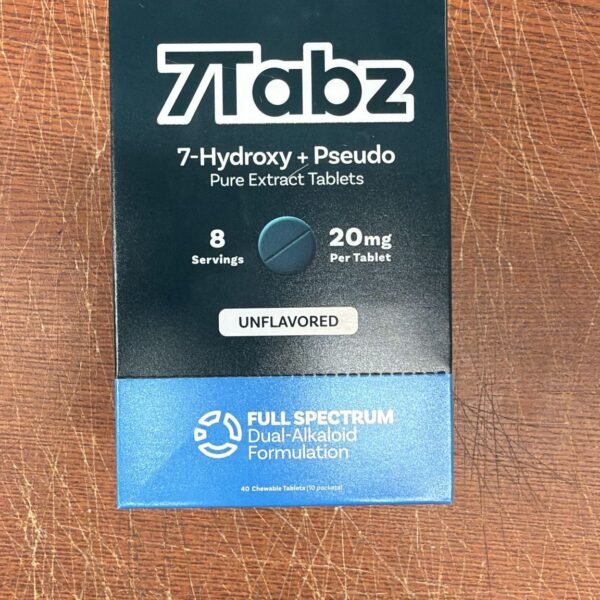 7Tabz
7-Hydroxy + Pseudo
Pure Extract Tablets
8
Servings
20mg
Per Tablet
UNFLAVORED
FULL SPECTRUM
Dual-Alkaloid
Formulation
40 Chewable Tablets (10 packets)